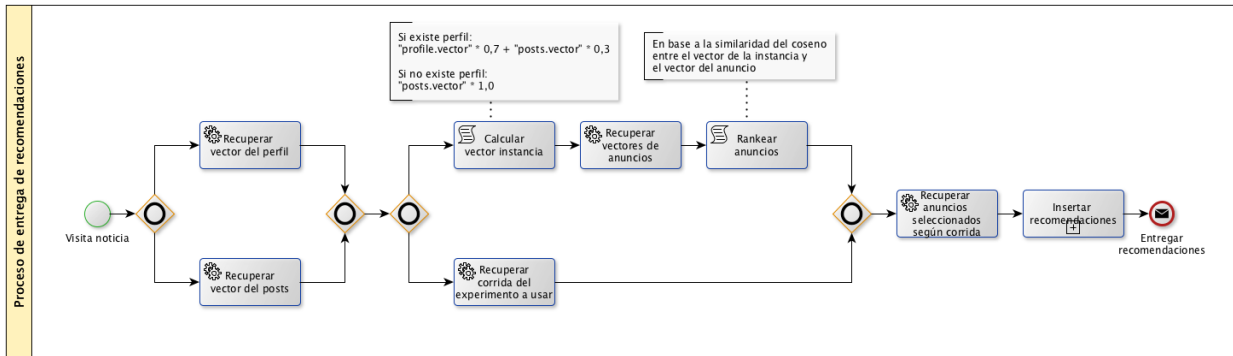 Proceso de entrega de recomendaciones
Visita noticia
Recuperar
vector del perfil
Recuperar
vector del posts
Si existe perfil:
"profile.vector" * 0,7 + "posts.vector" * 0,3
Si no existe perfil:
"posts.vector" * 1,0
Calcular
vector instancia
Recuperar
vectores de
anuncios
En base a la similaridad del coseno
entre el vector de la instancia y
el vector del anuncio
Rankear
anuncios
Recuperar
corrida del
experimento a usar
Recuperar
anuncios
seleccionados
según corrida
Insertar
recomendaciones
Entregar
recomendaciones